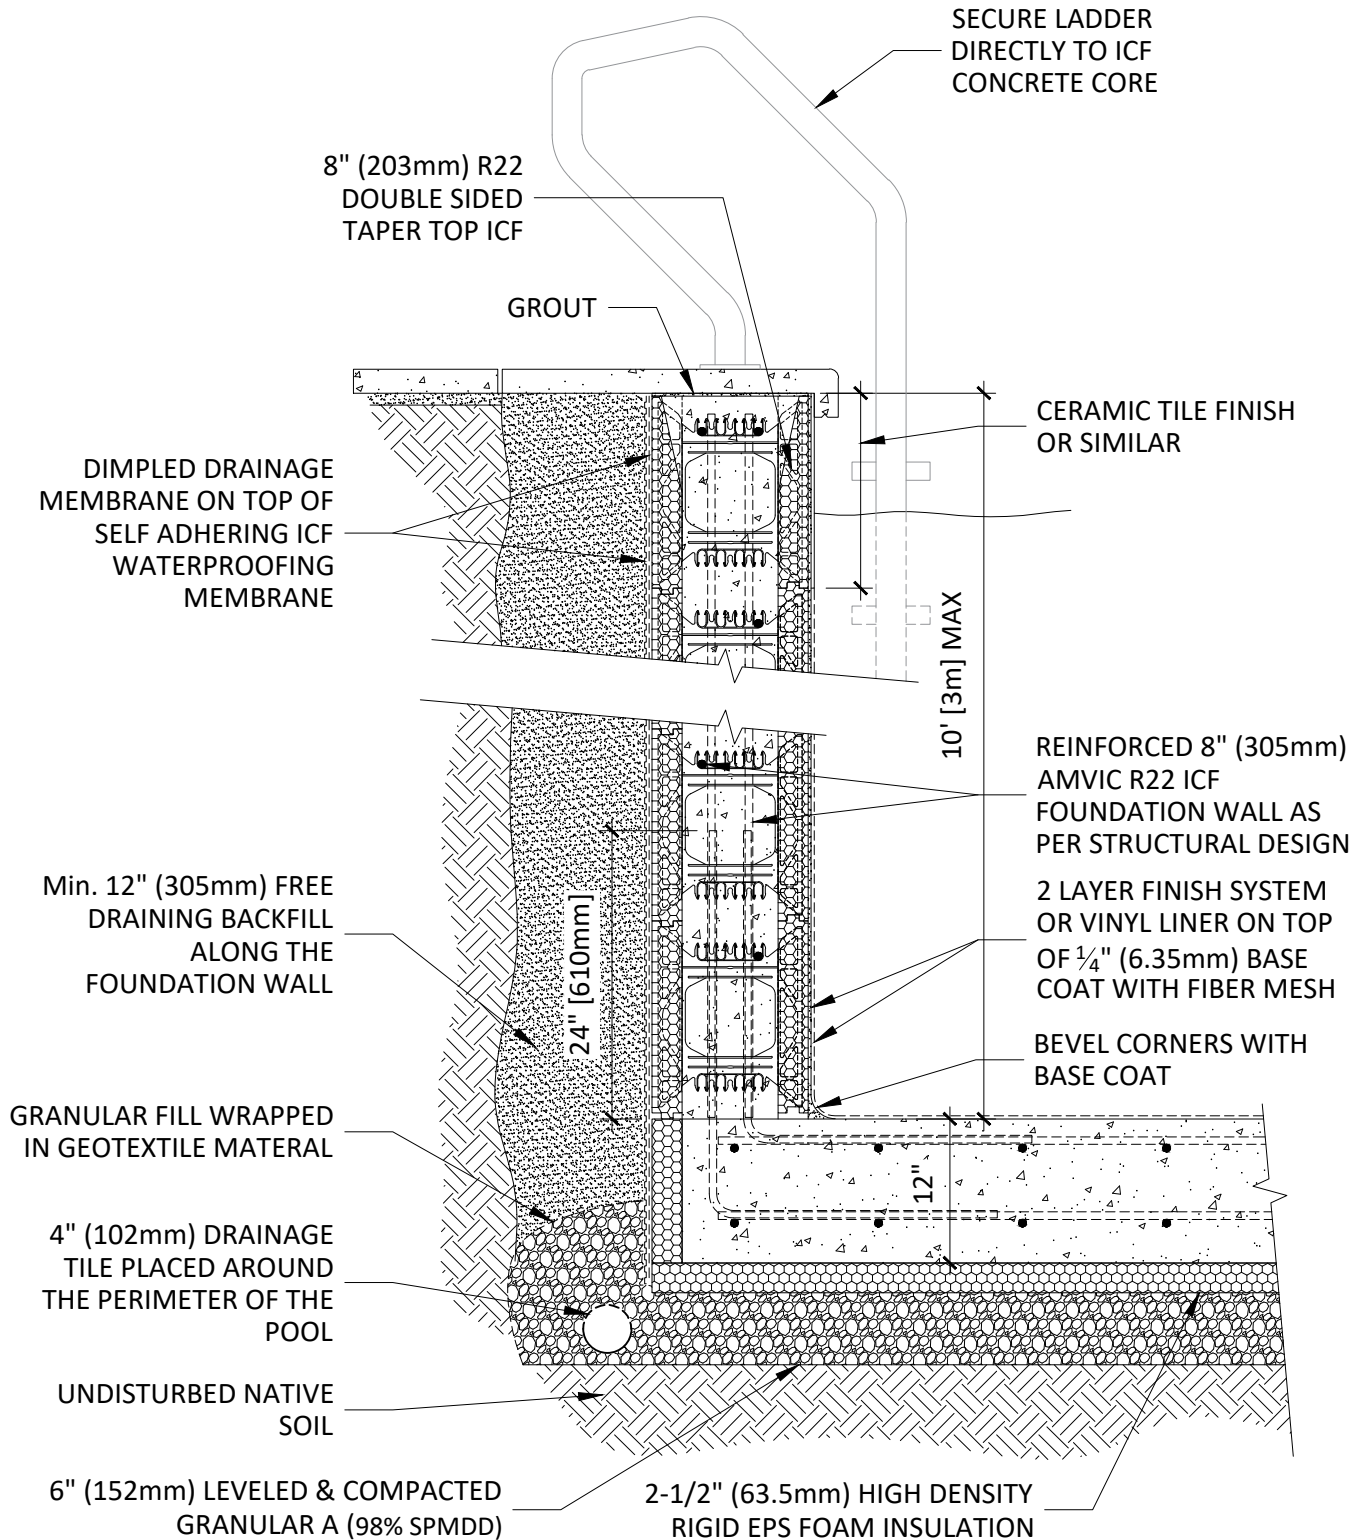 SECURE LADDER
DIRECTLY TO ICF
CONCRETE CORE
8" (203mm) R22
DOUBLE SIDED
TAPER TOP ICF
GROUT
CERAMIC TILE FINISH
OR SIMILAR
DIMPLED DRAINAGE
MEMBRANE ON TOP OF
SELF ADHERING ICF
WATERPROOFING
MEMBRANE
10' [3m] MAX
REINFORCED 8" (305mm)
AMVIC R22 ICF
FOUNDATION WALL AS
PER STRUCTURAL DESIGN
Min. 12" (305mm) FREE
DRAINING BACKFILL
ALONG THE
FOUNDATION WALL
24" [610mm]
2 LAYER FINISH SYSTEM
OR VINYL LINER ON TOP
OF ¼" (6.35mm) BASE
COAT WITH FIBER MESH
BEVEL CORNERS WITH
BASE COAT
GRANULAR FILL WRAPPED
IN GEOTEXTILE MATERAL
12"
4" (102mm) DRAINAGE
TILE PLACED AROUND
THE PERIMETER OF THE
POOL
UNDISTURBED NATIVE
SOIL
6" (152mm) LEVELED & COMPACTED
GRANULAR A (98% SPMDD)
2-1/2" (63.5mm) HIGH DENSITY
RIGID EPS FOAM INSULATION